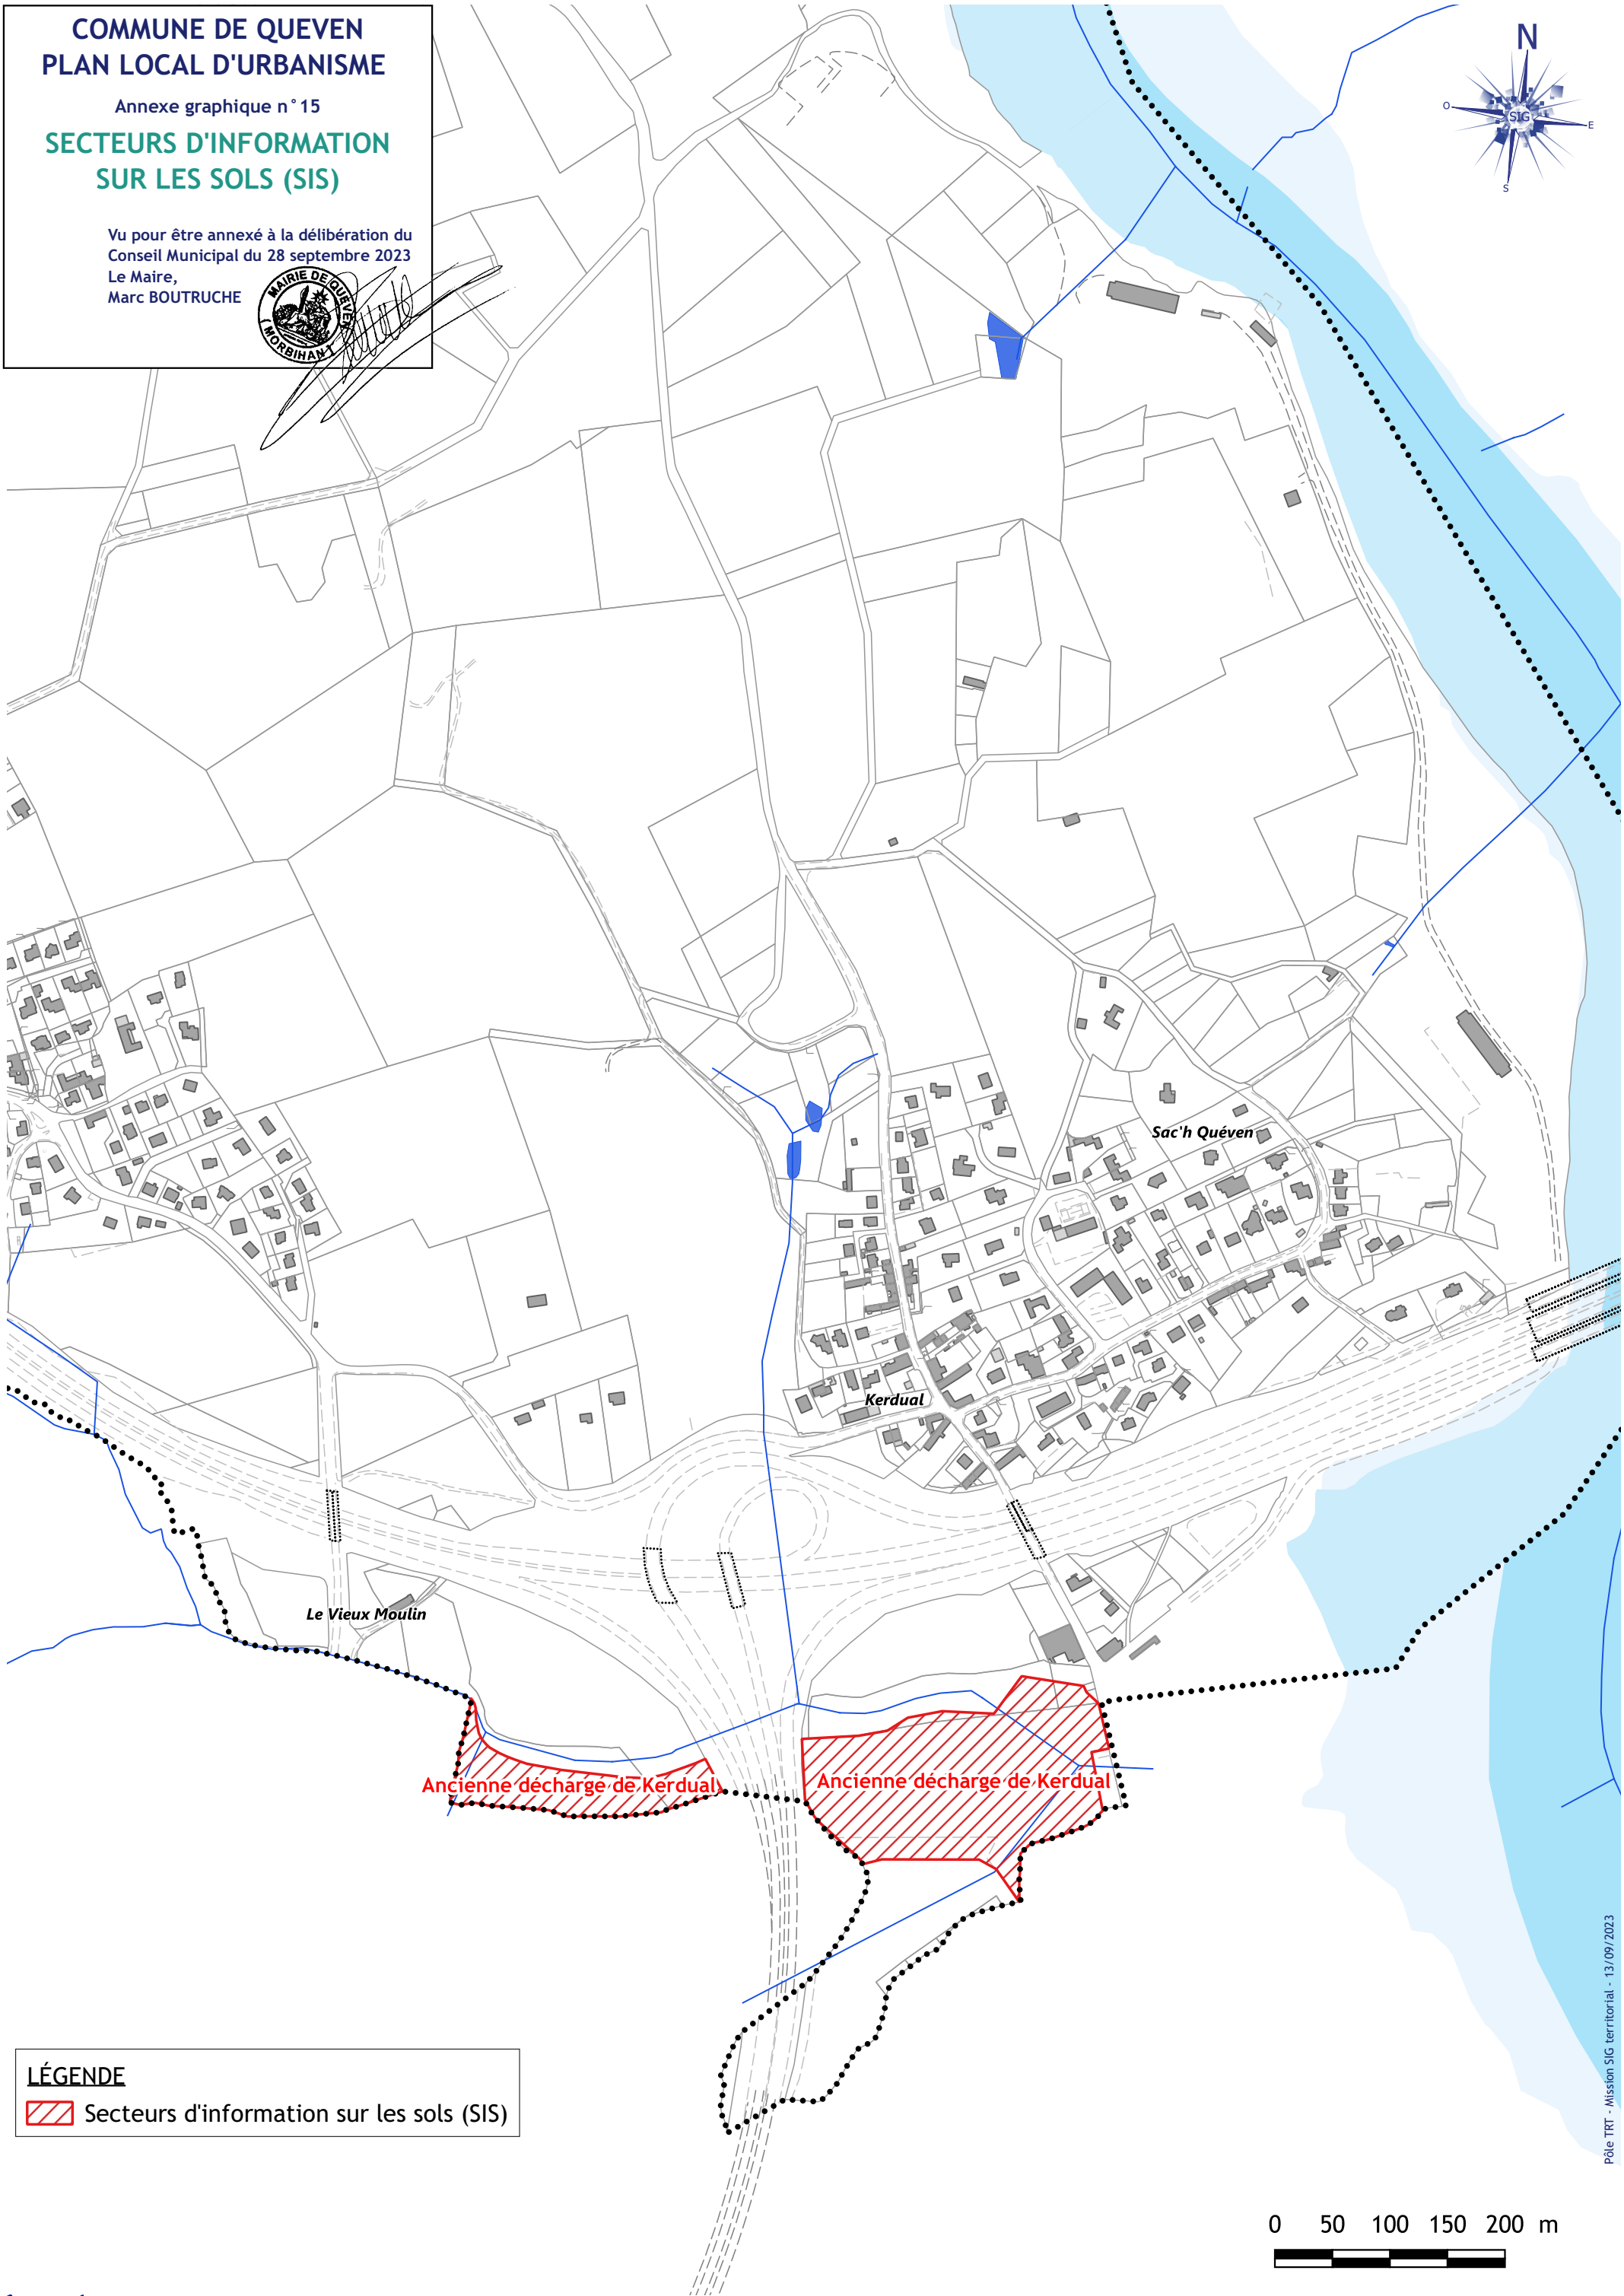 COMMUNE DE QUEVEN
PLAN LOCAL D'URBANISME
Annexe graphique n°15
SECTEURS D'INFORMATION
SUR LES SOLS (SIS)
Vu pour être annexé à la délibération du
Conseil Municipal du 28 septembre 2023
Le Maire,
Marc BOUTRUCHE
MAIRIE DE QUÉVEN
(MORBIHAN)
N
O
SIG
E
S
Sac'h Quéven
Kerdual
Le Vieux Moulin
Ancienne décharge de Kerdual
Ancienne décharge de Kerdual
LÉGENDE
Secteurs d'information sur les sols (SIS)
Pôle TRT - Mission SIG territorial - 13/09/2023
0 50 100 150 200 m